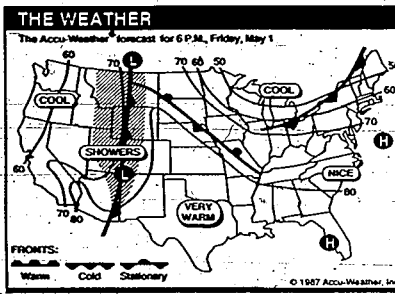 THE WEATHER
The Accu-Weather forecast for 6 P.M., Friday, May 1
60
70
L
70
60
50
COOL
COOL
50
60
70
H
SHOWERS
L
NICE
60
80
70
80
VERY
WARM
H
FRONTS:
Warm Cold Stationary
© 1987 Accu-Weather, Inc